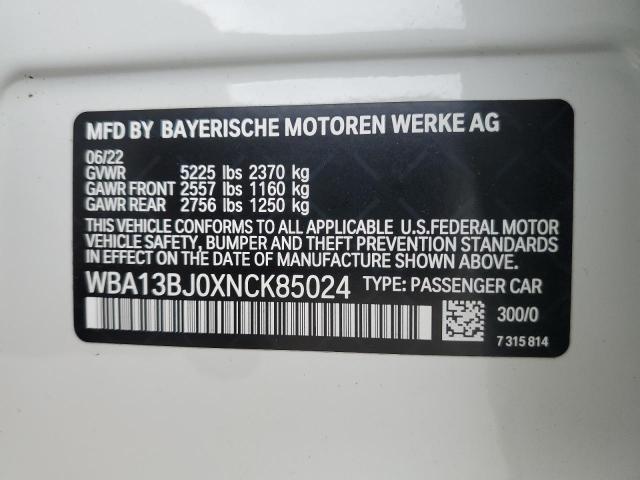 MFD BY BAYERISCHE MOTOREN WERKE AG
06/22
GVWR 5225 lbs 2370 kg
GAWR FRONT 2557 lbs 1160 kg
GAWR REAR 2756 lbs 1250 kg
THIS VEHICLE CONFORMS TO ALL APPLICABLE U.S.FEDERAL MOTOR
VEHICLE SAFETY, BUMPER AND THEFT PREVENTION STANDARDS
IN EFFECT ON THE DATE OF MANUFACTURE SHOWN ABOVE.
WBA13BJ0XNCK85024 TYPE: PASSENGER CAR
300/0
7 315 814